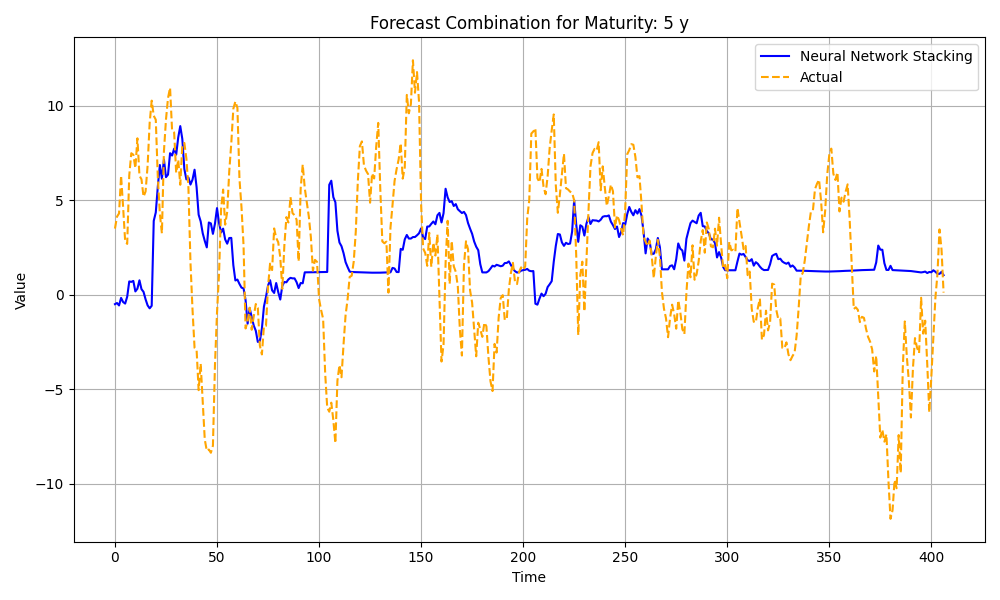 Forecast Combination for Maturity: 5 y
Neural Network Stacking
Actual
Value
10
5
0
−5
−10
0 50 100 150 200 250 300 350 400
Time